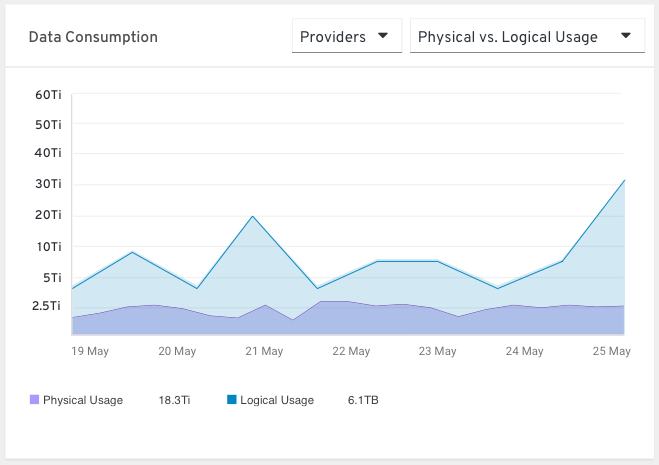 Data Consumption
Providers
Physical vs. Logical Usage
60Ti
50Ti
40Ti
30Ti
20Ti
10Ti
5Ti
2.5Ti
19 May 20 May 21 May 22 May 23 May 24 May 25 May
Physical Usage 18.3Ti Logical Usage 6.1TB